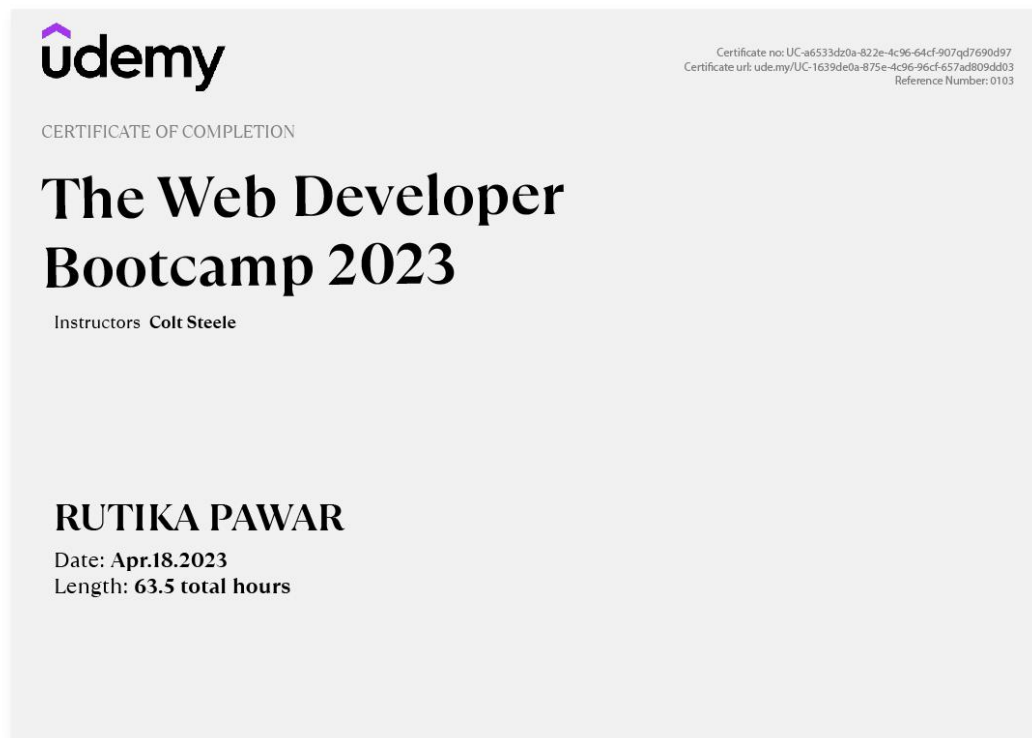 udemy
Certificate no: UC-a6533dz0a-822e-4c96-64cf-907qd7690d97
Certificate url: ude.my/UC-1639de0a-875e-4c96-96cf-657ad809dd03
Reference Number: 0103
CERTIFICATE OF COMPLETION
The Web Developer
Bootcamp 2023
Instructors Colt Steele
RUTIKA PAWAR
Date: Apr.18.2023
Length: 63.5 total hours